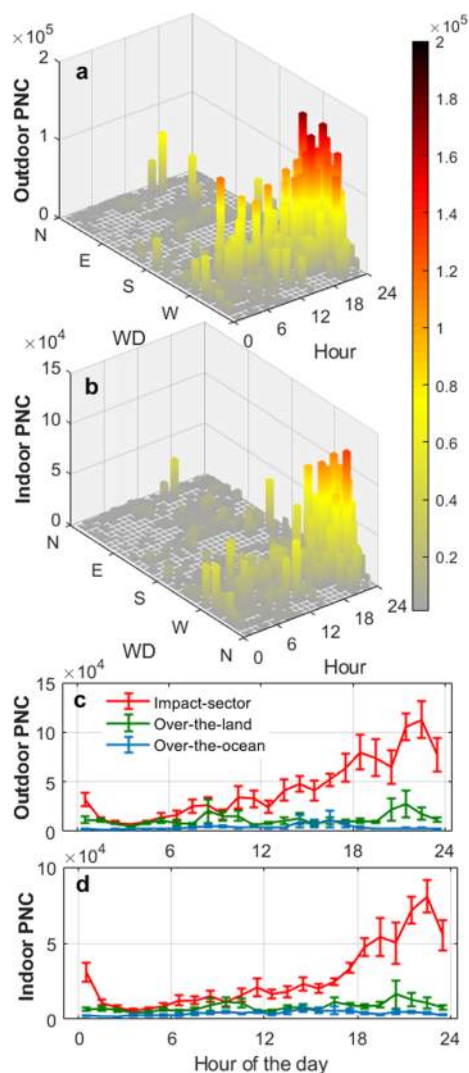 ×10⁵
×10⁵
2
a
2
Outdoor PNC
1
0
N
E
S
W
WD
0
6
12
18
24
Hour
1.8
1.6
1.4
1.2
1
0.8
0.6
0.4
0.2
×10⁴
15
b
Indoor PNC
10
5
0
N
E
S
W
N
WD
0
6
12
18
24
Hour
×10⁴
15
c
Impact-sector
Over-the-land
Over-the-ocean
Outdoor PNC
10
5
0
0 6 12 18 24
×10⁴
10
d
Indoor PNC
5
0
0 6 12 18 24
Hour of the day